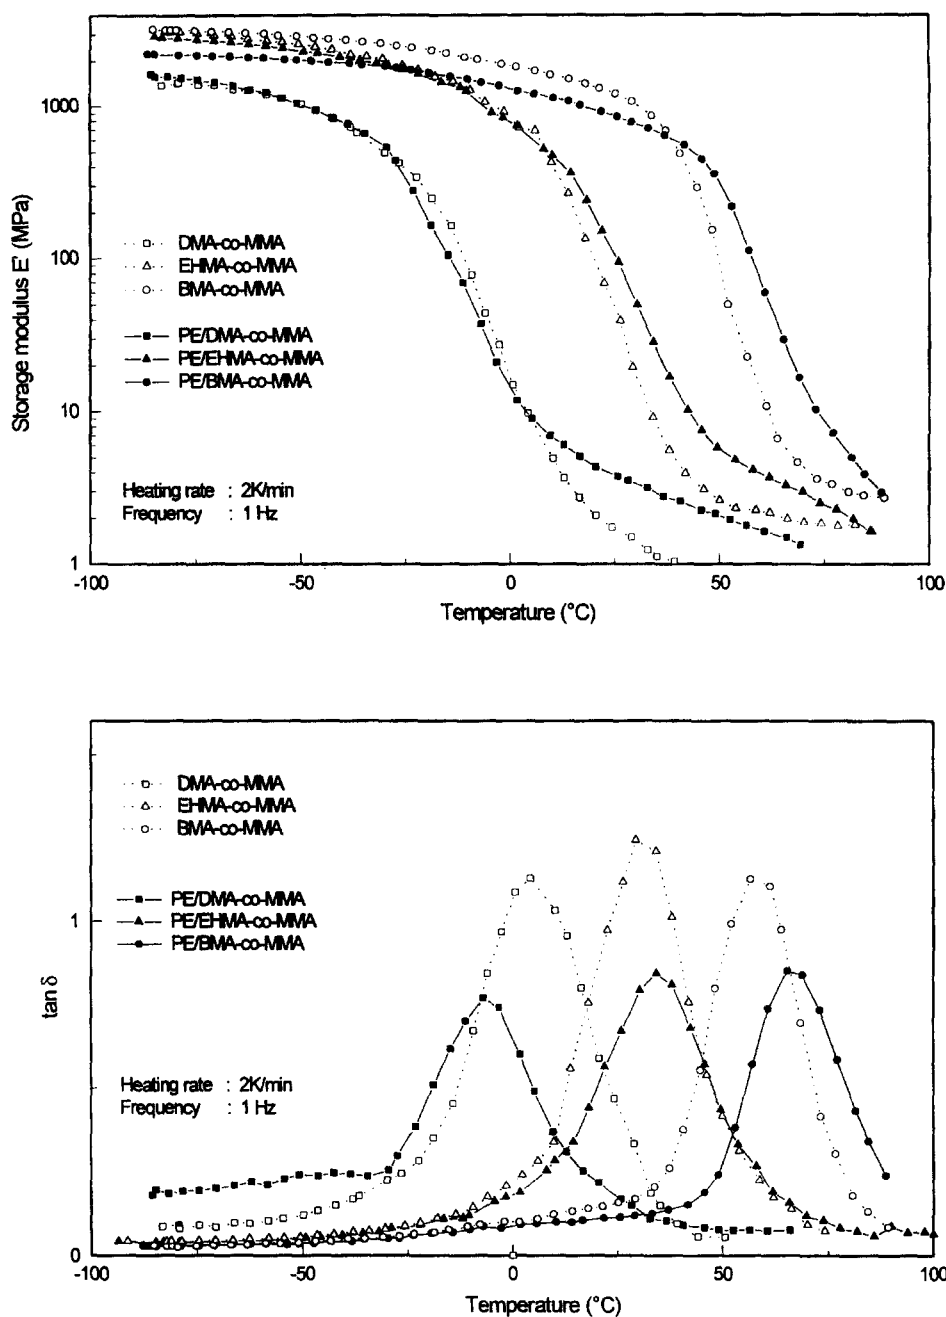 1000
100
10
1
Storage modulus E' (MPa)
DMA-co-MMA
EHMA-co-MMA
BMA-co-MMA
PE/DMA-co-MMA
PE/EHMA-co-MMA
PE/BMA-co-MMA
Heating rate : 2K/min
Frequency : 1 Hz
-100 -50 0 50 100
Temperature (°C)
DMA-co-MMA
EHMA-co-MMA
BMA-co-MMA
PE/DMA-co-MMA
PE/EHMA-co-MMA
PE/BMA-co-MMA
1
tan δ
Heating rate : 2K/min
Frequency : 1 Hz
0
-100 -50 0 50 100
Temperature (°C)